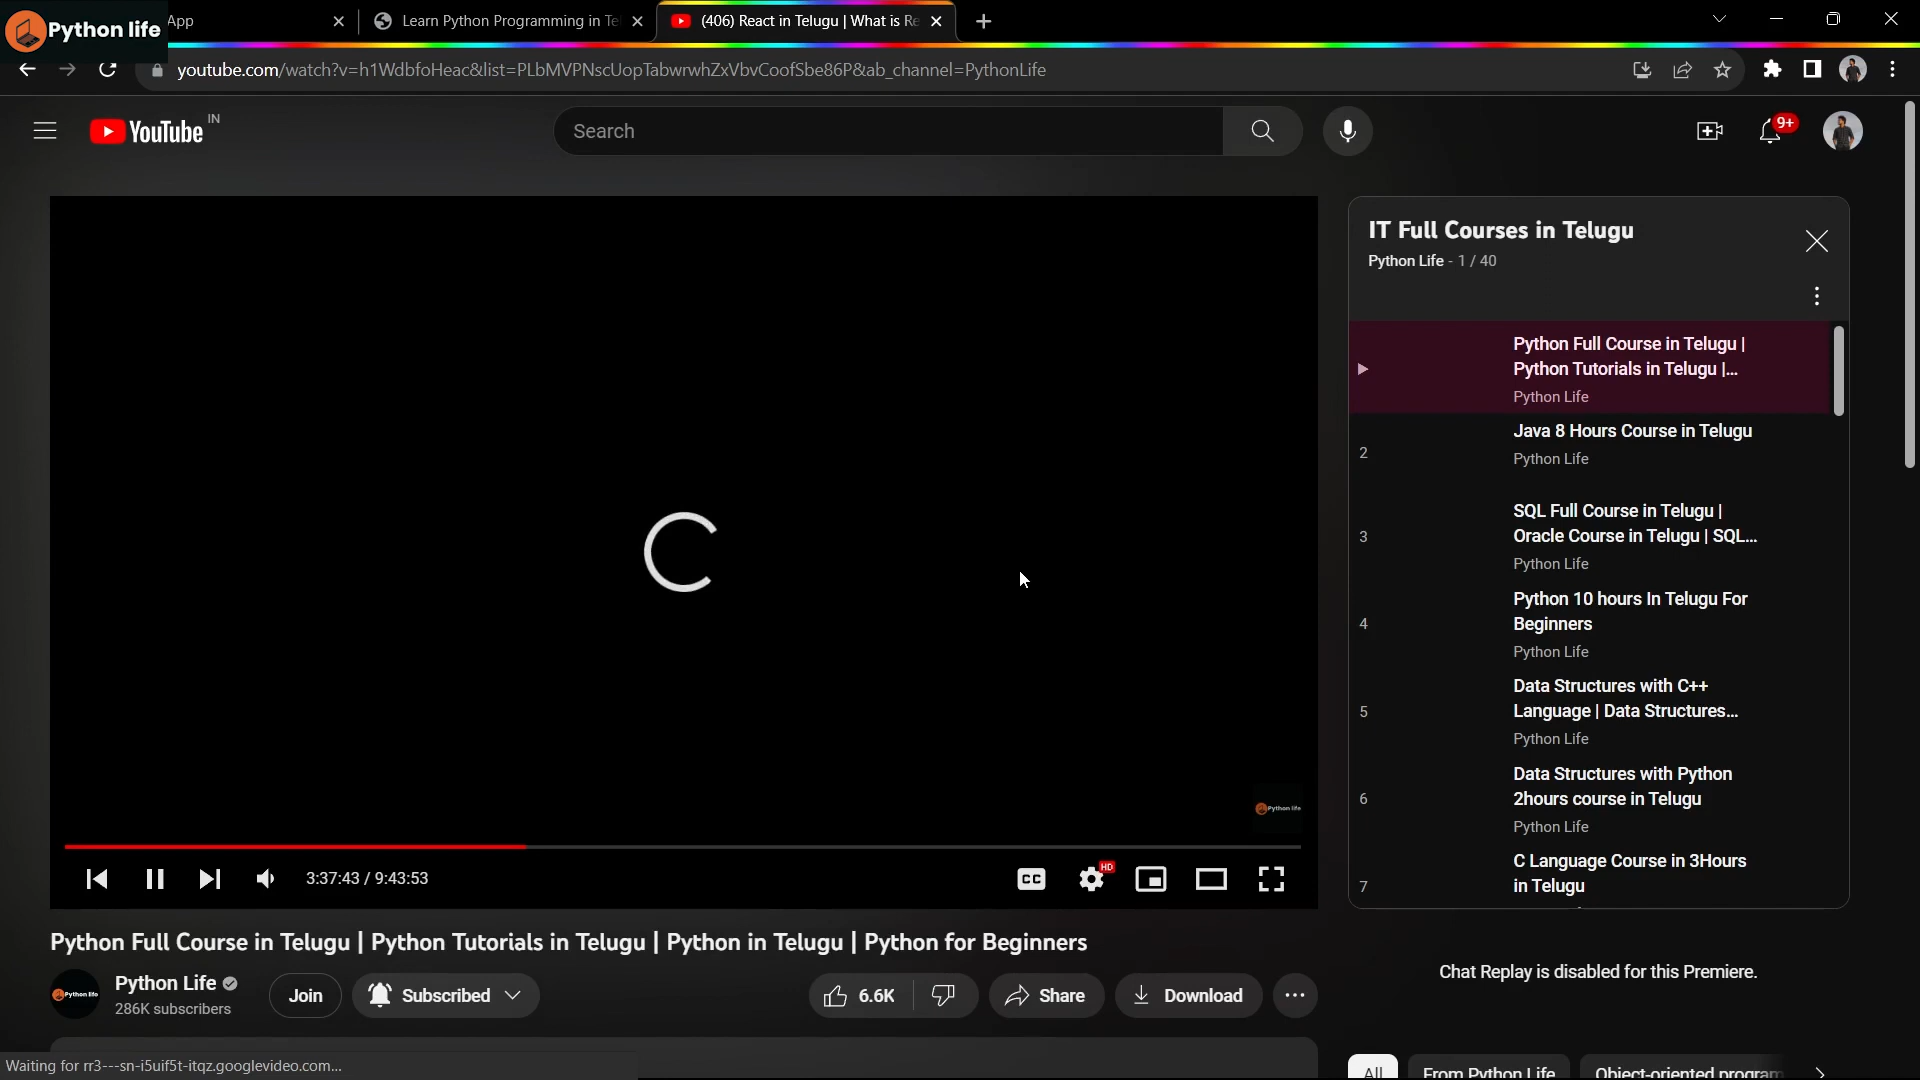 Python life
App
Learn Python Programming in Te
(406) React in Telugu | What is Re
youtube.com/watch?v=h1WdbfoHeac&list=PLbMVPNscUopTabwrwhZxVbvCoofSbe86P&ab_channel=PythonLife
YouTube IN
Search
9+
IT Full Courses in Telugu
Python Life - 1 / 40
Python Full Course in Telugu |
Python Tutorials in Telugu |...
Python Life
2
Java 8 Hours Course in Telugu
Python Life
3
SQL Full Course in Telugu |
Oracle Course in Telugu | SQL...
Python Life
4
Python 10 hours In Telugu For
Beginners
Python Life
5
Data Structures with C++
Language | Data Structures...
Python Life
6
Data Structures with Python
2hours course in Telugu
Python Life
7
C Language Course in 3Hours
in Telugu
Python life
3:37:43 / 9:43:53
CC
HD
Python Full Course in Telugu | Python Tutorials in Telugu | Python in Telugu | Python for Beginners
Python life
Python Life
286K subscribers
Join
Subscribed
6.6K
Share
Download
Chat Replay is disabled for this Premiere.
Waiting for rr3---sn-i5uif5t-itqz.googlevideo.com...
All
From Python Life
Object-oriented program